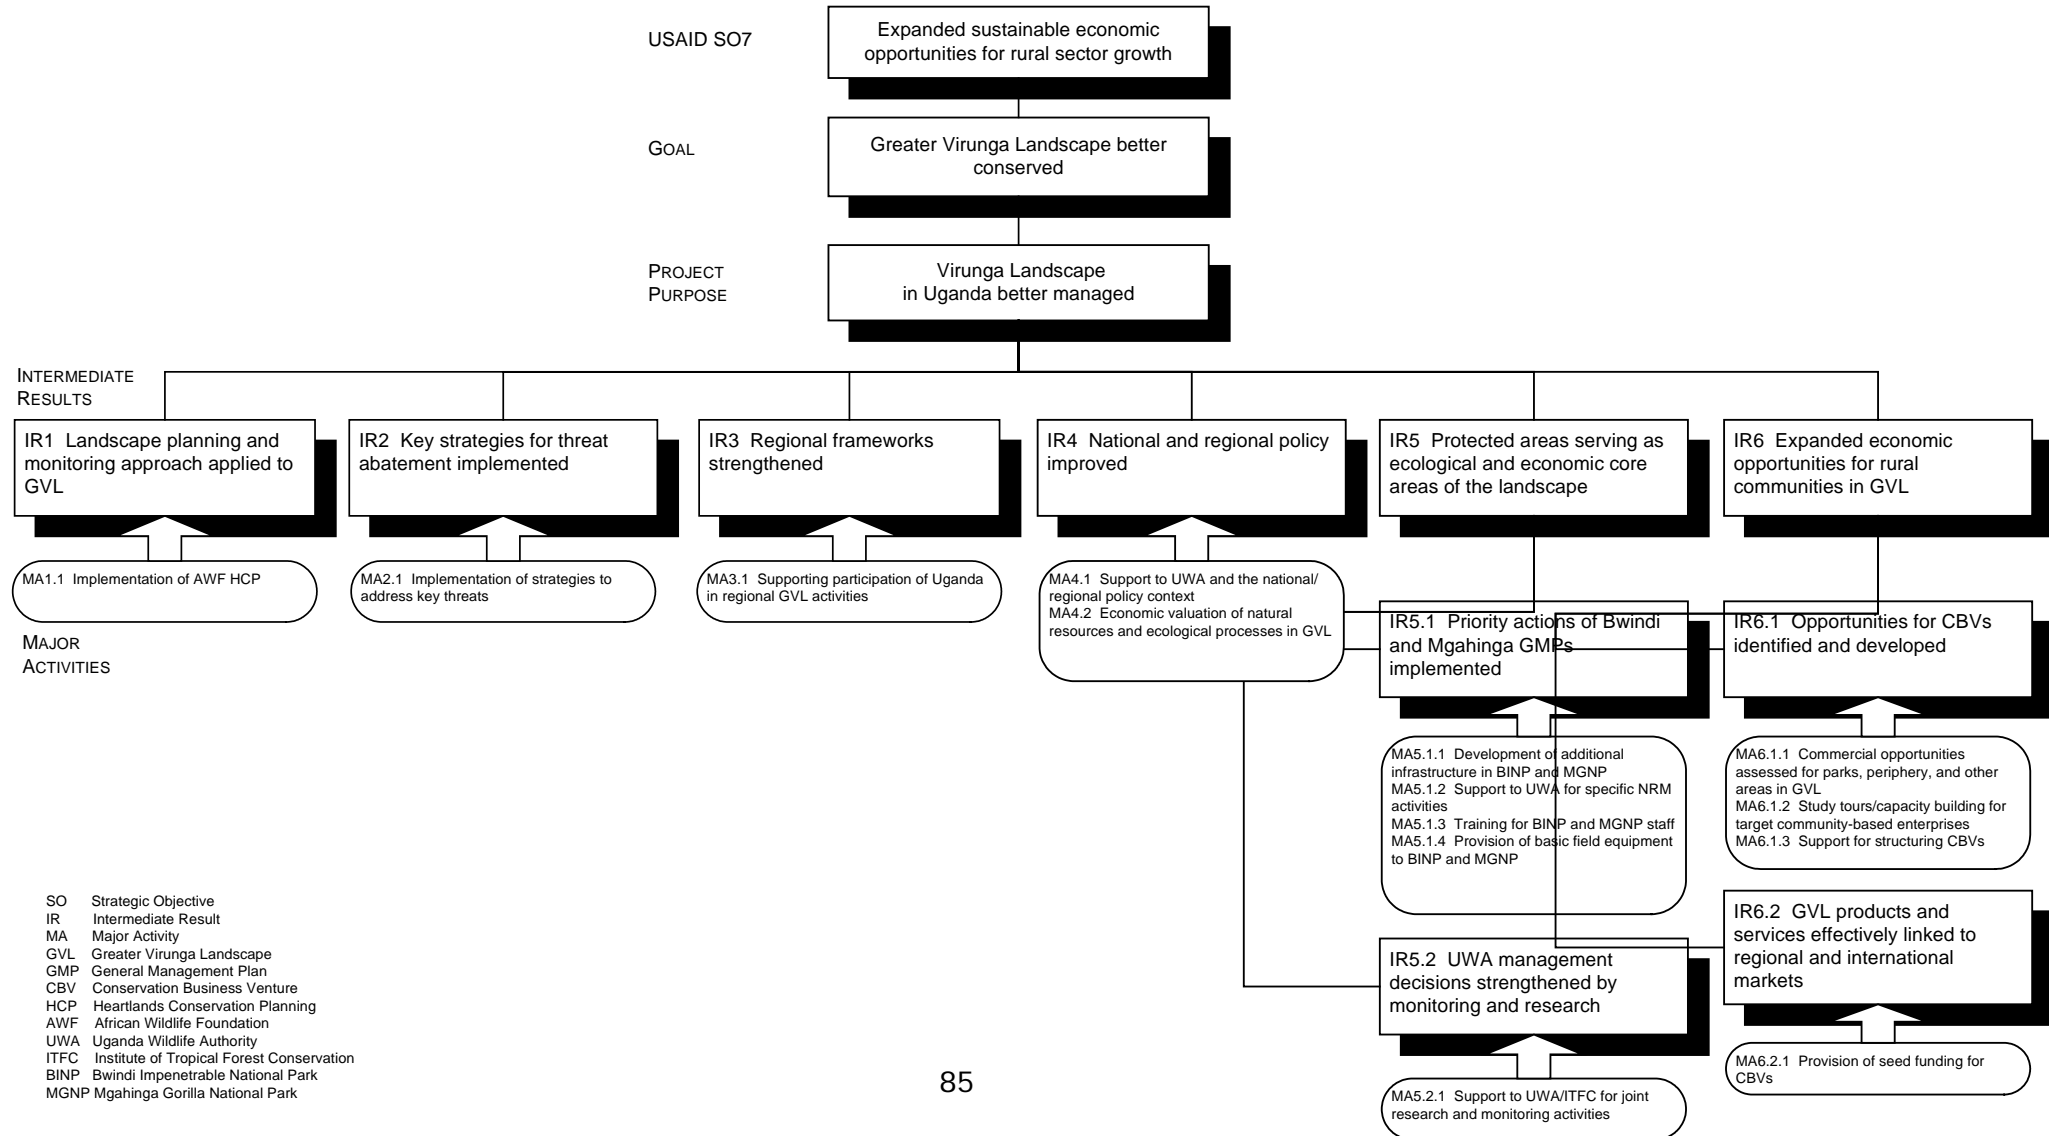 USAID SO7
Expanded sustainable economic
opportunities for rural sector growth
GOAL
Greater Virunga Landscape better
conserved
PROJECT
PURPOSE
Virunga Landscape
in Uganda better managed
INTERMEDIATE
RESULTS
IR1 Landscape planning and
monitoring approach applied to
GVL
IR2 Key strategies for threat
abatement implemented
IR3 Regional frameworks
strengthened
IR4 National and regional policy
improved
IR5 Protected areas serving as
ecological and economic core
areas of the landscape
IR6 Expanded economic
opportunities for rural
communities in GVL
MAJOR
ACTIVITIES
MA1.1 Implementation of AWF HCP
MA2.1 Implementation of strategies to
address key threats
MA3.1 Supporting participation of Uganda
in regional GVL activities
MA4.1 Support to UWA and the national/
regional policy context
MA4.2 Economic valuation of natural
resources and ecological processes in GVL
IR5.1 Priority actions of Bwindi
and Mgahinga GMPs
implemented
IR6.1 Opportunities for CBVs
identified and developed
MA5.1.1 Development of additional
infrastructure in BINP and MGNP
MA5.1.2 Support to UWA for specific NRM
activities
MA5.1.3 Training for BINP and MGNP staff
MA5.1.4 Provision of basic field equipment
to BINP and MGNP
MA6.1.1 Commercial opportunities
assessed for parks, periphery, and other
areas in GVL
MA6.1.2 Study tours/capacity building for
target community-based enterprises
MA6.1.3 Support for structuring CBVs
IR5.2 UWA management
decisions strengthened by
monitoring and research
IR6.2 GVL products and
services effectively linked to
regional and international
markets
MA5.2.1 Support to UWA/ITFC for joint
research and monitoring activities
MA6.2.1 Provision of seed funding for
CBVs
SO Strategic Objective
IR Intermediate Result
MA Major Activity
GVL Greater Virunga Landscape
GMP General Management Plan
CBV Conservation Business Venture
HCP Heartlands Conservation Planning
AWF African Wildlife Foundation
UWA Uganda Wildlife Authority
ITFC Institute of Tropical Forest Conservation
BINP Bwindi Impenetrable National Park
MGNP Mgahinga Gorilla National Park
85